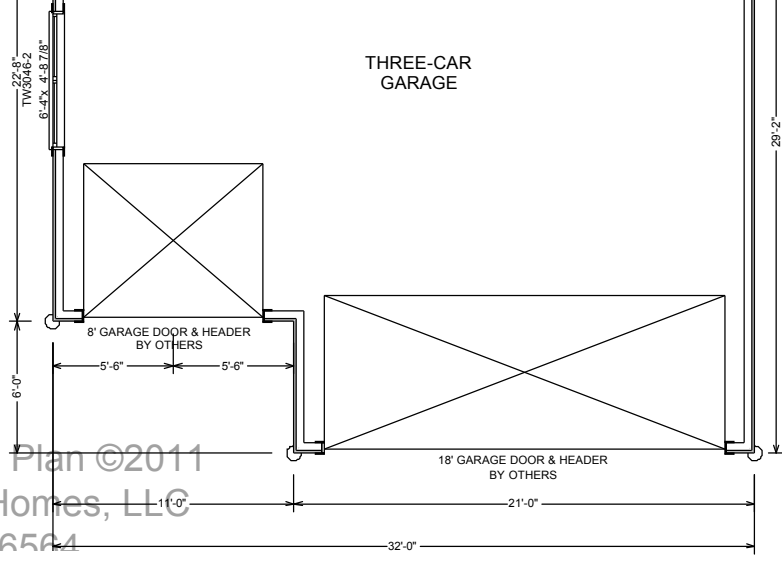 THREE-CAR
GARAGE
22'-8"
TW3046-2
6'-4"x 4'-8 7/8"
29'-2"
8' GARAGE DOOR & HEADER
BY OTHERS
5'-6"
5'-6"
6'-0"
18' GARAGE DOOR & HEADER
BY OTHERS
Plan ©2011
Homes, LLC
6564
11'-0"
21'-0"
32'-0"